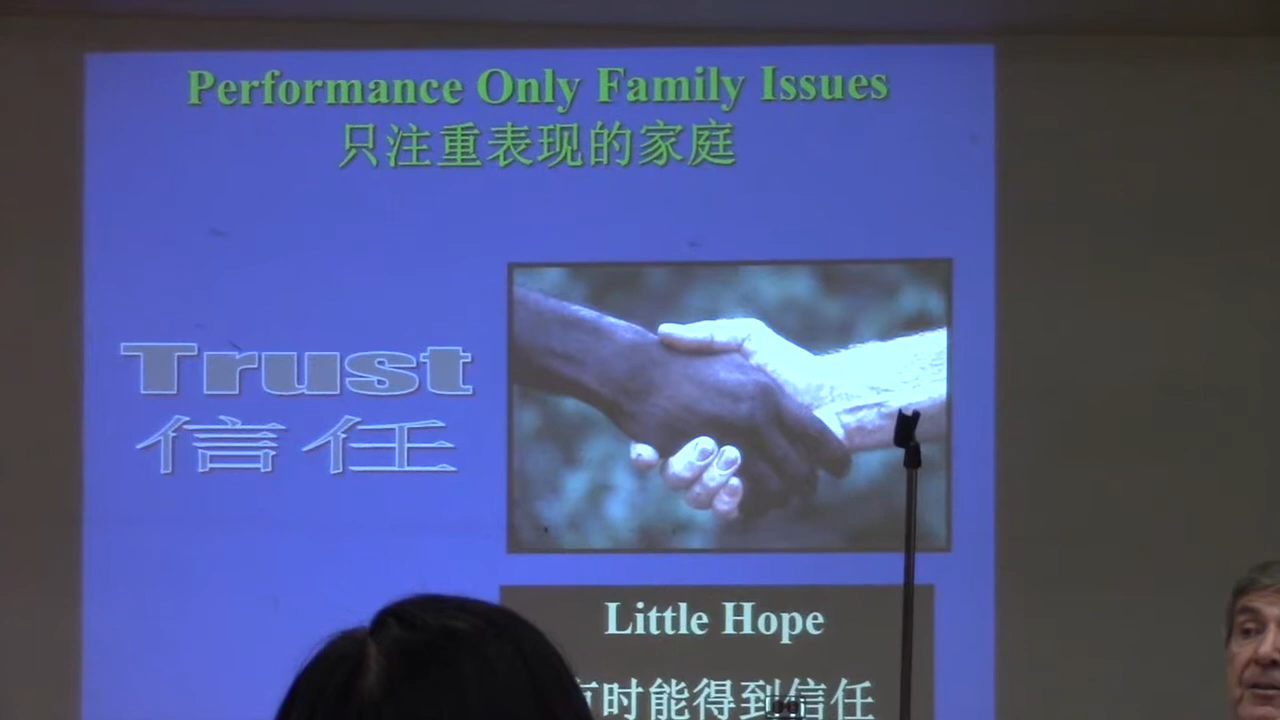 Performance Only Family Issues
只注重表现的家庭
Trust
信任
Little Hope
有时能得到信任